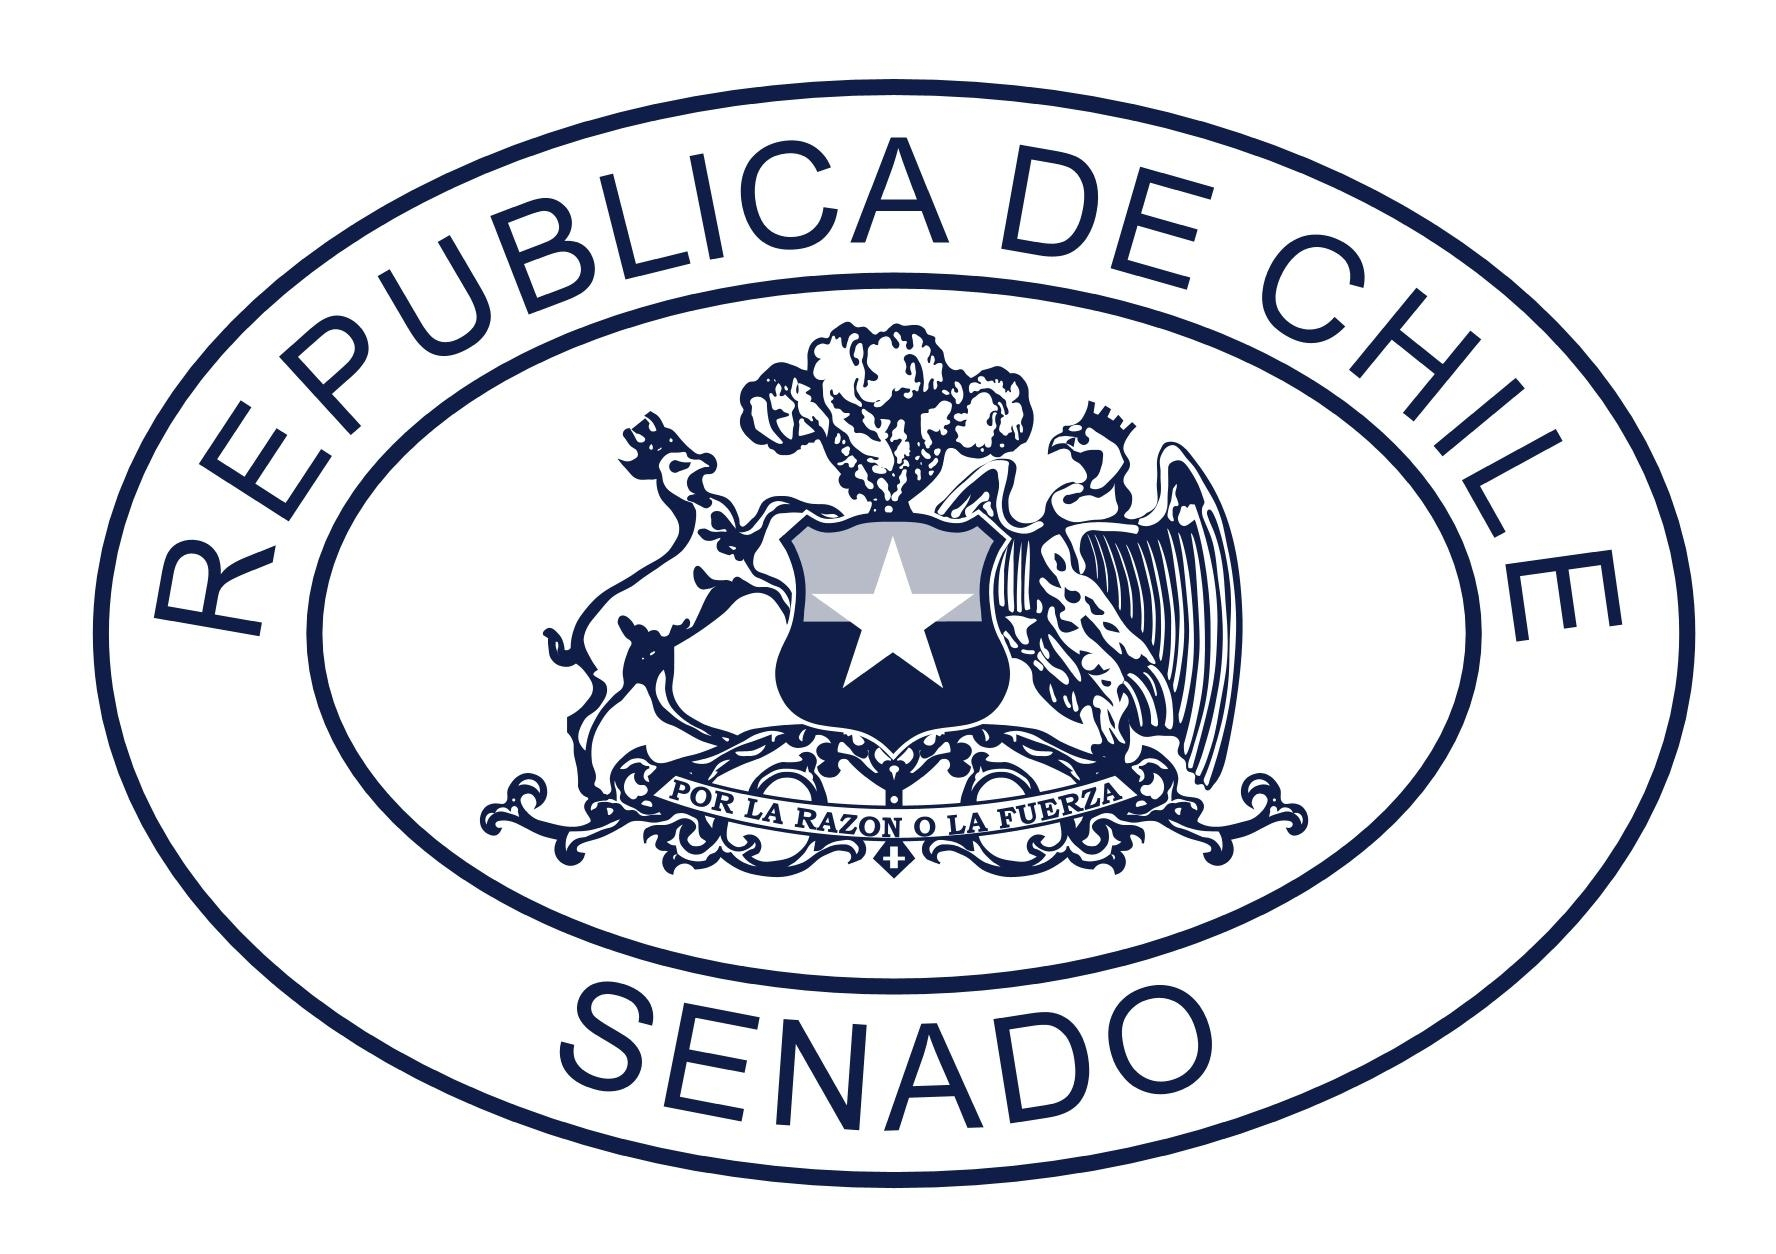 REPUBLICA DE CHILE
POR LA RAZON O LA FUERZA
SENADO